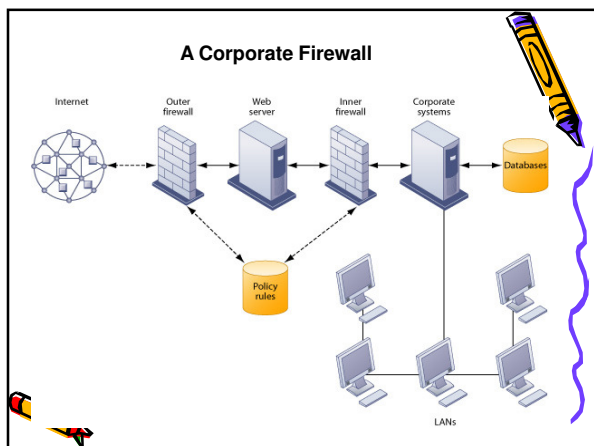 A Corporate Firewall
Internet
Outer
firewall
Web
server
Inner
firewall
Corporate
systems
Databases
Policy
rules
LANs